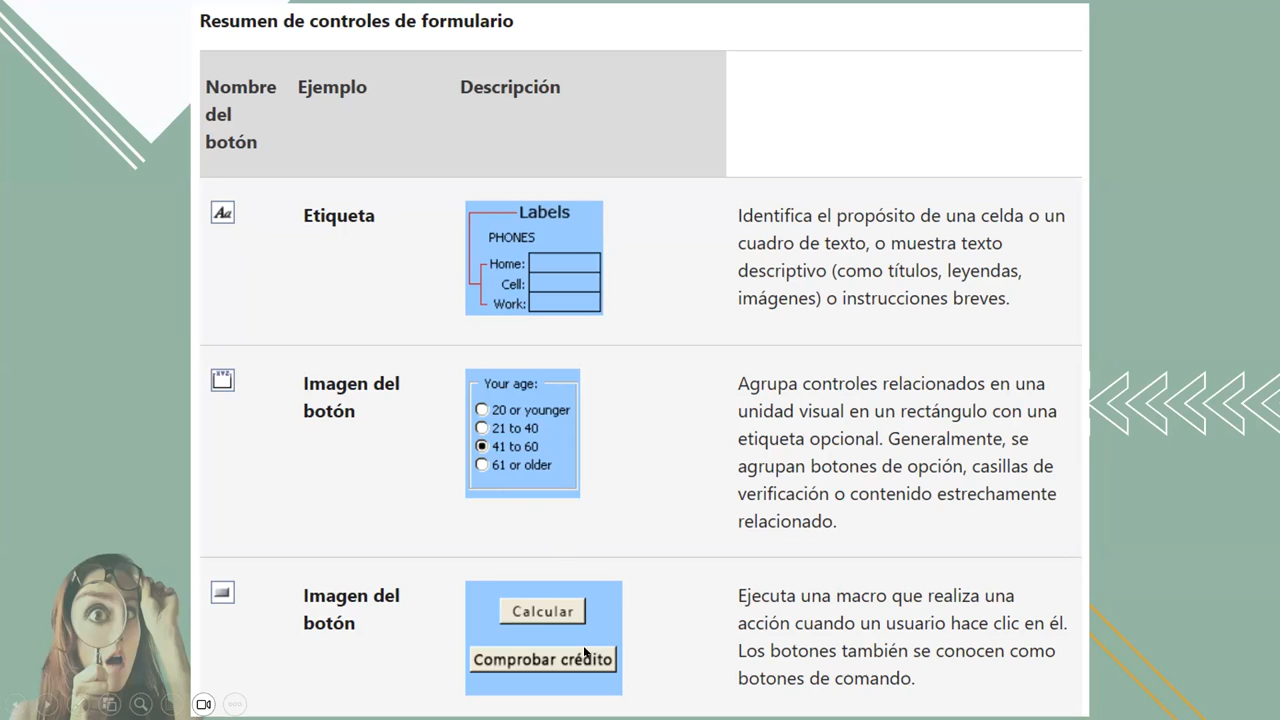 Resumen de controles de formulario
Nombre del botón
Ejemplo
Descripción
Aa
Etiqueta
Labels
PHONES
Home:
Cell:
Work:
Identifica el propósito de una celda o un
cuadro de texto, o muestra texto
descriptivo (como títulos, leyendas,
imágenes) o instrucciones breves.
XYZ
Imagen del
botón
Your age:
20 or younger
21 to 40
41 to 60
61 or older
Agrupa controles relacionados en una
unidad visual en un rectángulo con una
etiqueta opcional. Generalmente, se
agrupan botones de opción, casillas de
verificación o contenido estrechamente
relacionado.
Imagen del
botón
Calcular
Comprobar crédito
Ejecuta una macro que realiza una
acción cuando un usuario hace clic en él.
Los botones también se conocen como
botones de comando.